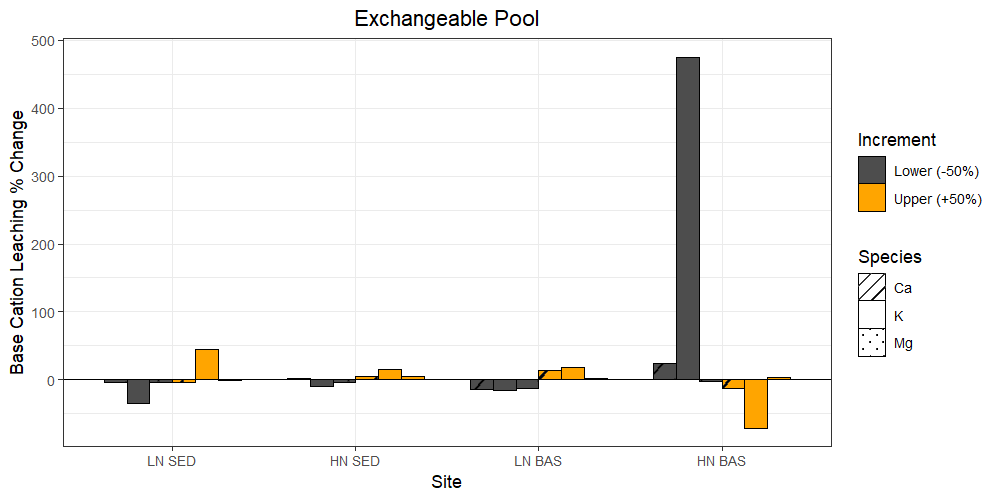 Exchangeable Pool
Base Cation Leaching % Change
500
400
300
200
100
0
LN SED
HN SED
LN BAS
HN BAS
Site
Increment
Lower (-50%)
Upper (+50%)
Species
Ca
K
Mg